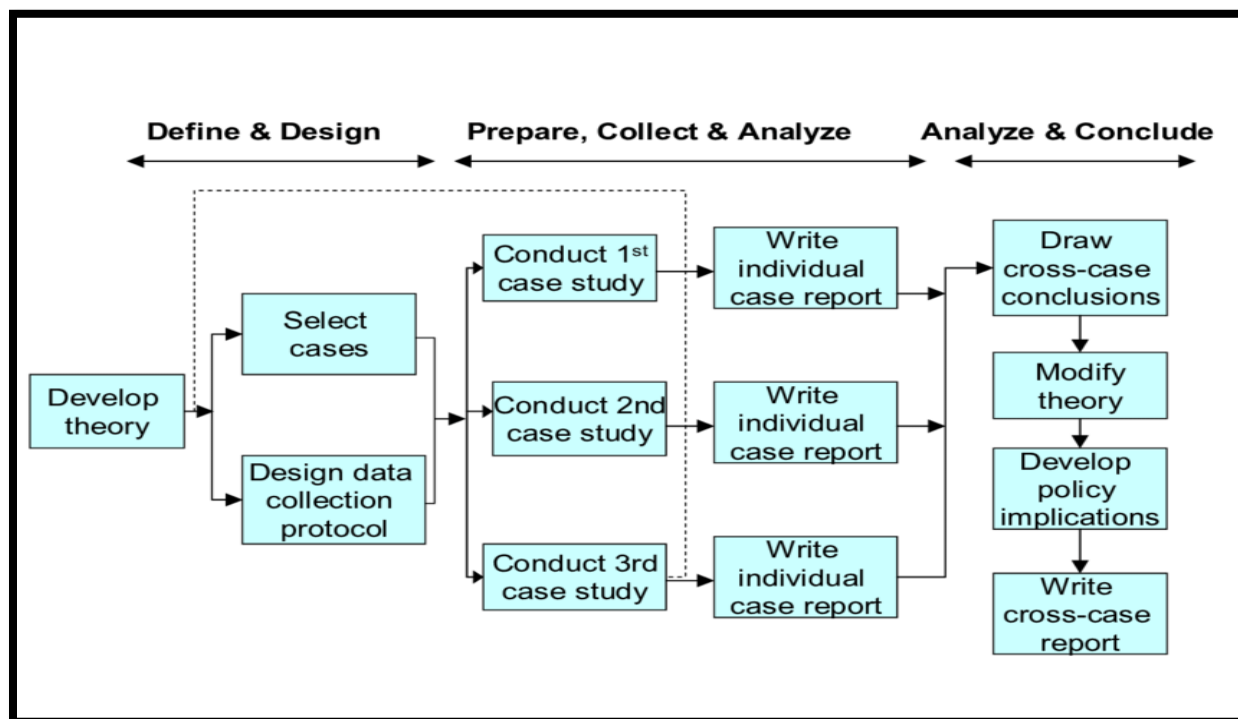 Define & Design
Prepare, Collect & Analyze
Analyze & Conclude
Develop
theory
Select
cases
Design data
collection
protocol
Conduct 1st
case study
Conduct 2nd
case study
Conduct 3rd
case study
Write
individual
case report
Write
individual
case report
Write
individual
case report
Draw
cross-case
conclusions
Modify
theory
Develop
policy
implications
Write
cross-case
report